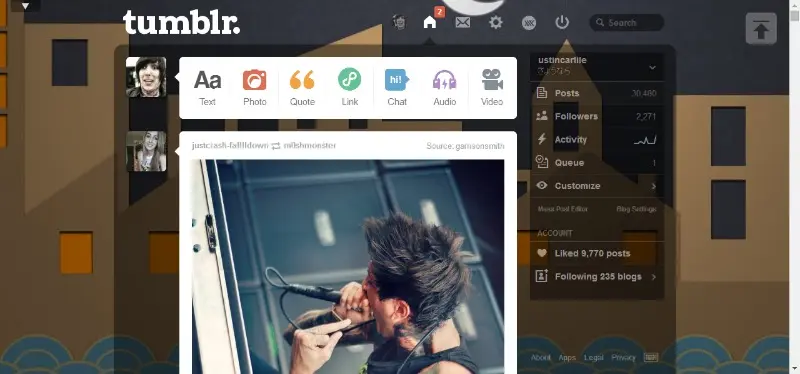 tumblr.
2
Search
Aa
Text
Photo
Quote
Link
hi!
Chat
Audio
Video
ustincarlile
Posts 30,480
Followers 2,271
Activity
Queue 1
Customize
Mass Post Editor Blog Settings
ACCOUNT
Liked 9,770 posts
Following 235 blogs
Source:
About Apps Legal Privacy